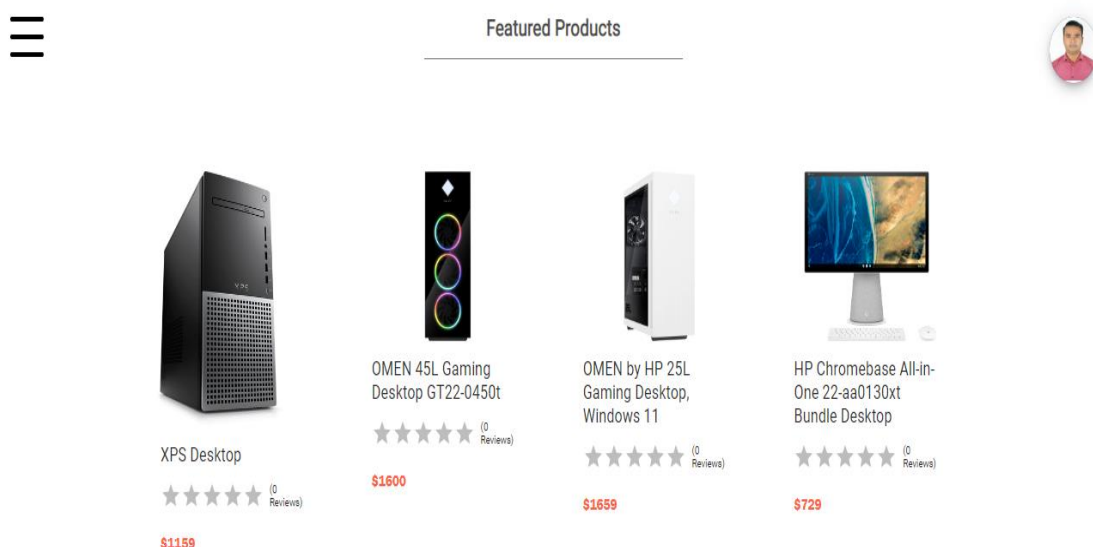 Featured Products
XPS
XPS Desktop
(0
Reviews)
$1159
OMEN 45L Gaming
Desktop GT22-0450t
(0
Reviews)
$1600
OMEN by HP 25L
Gaming Desktop,
Windows 11
(0
Reviews)
$1659
HP Chromebase All-in-
One 22-aa0130xt
Bundle Desktop
(0
Reviews)
$729